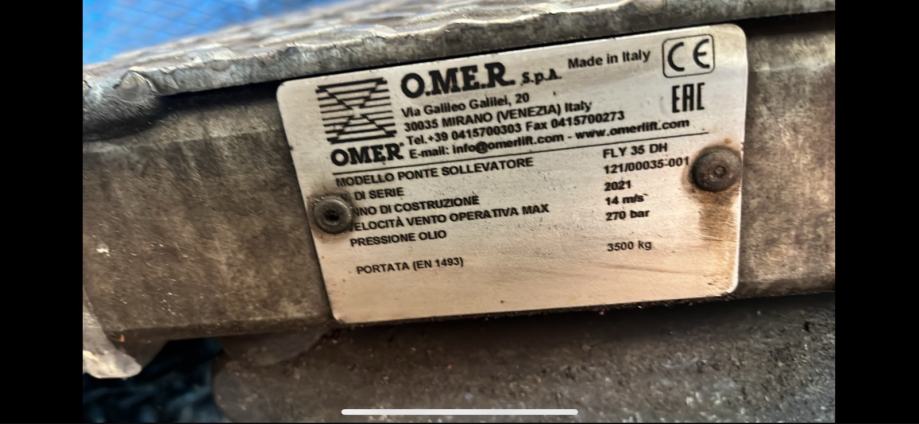 O.ME.R. S.p.A. Made in Italy CE
Via Galileo Galilei, 20
30035 MIRANO (VENEZIA) Italy
Tel.+39 0415700303 Fax 0415700273
E-mail: info@omerlift.com - www.omerlift.com
EAC
OMER
MODELLO PONTE SOLLEVATORE FLY 35 DH
DI SERIE 121/00035-001
NNO DI COSTRUZIONE 2021
VELOCITÀ VENTO OPERATIVA MAX 14 m/s
PRESSIONE OLIO 270 bar
PORTATA (EN 1493) 3500 kg